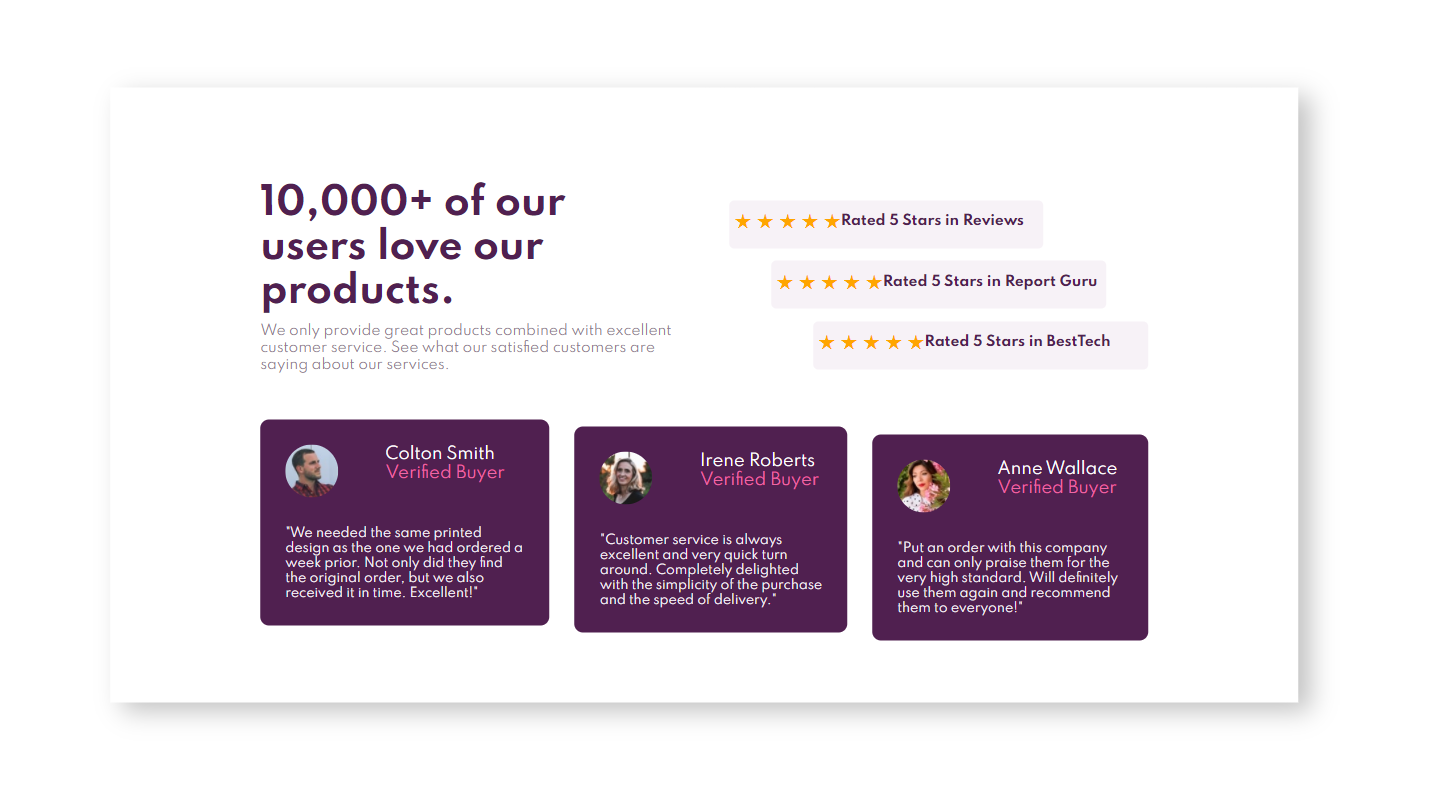 10,000+ of our
users love our
products.
We only provide great products combined with excellent
customer service. See what our satisfied customers are
saying about our services.
Rated 5 Stars in Reviews
Rated 5 Stars in Report Guru
Rated 5 Stars in BestTech
Colton Smith
Verified Buyer
"We needed the same printed
design as the one we had ordered a
week prior. Not only did they find
the original order, but we also
received it in time. Excellent!"
Irene Roberts
Verified Buyer
"Customer service is always
excellent and very quick turn
around. Completely delighted
with the simplicity of the purchase
and the speed of delivery."
Anne Wallace
Verified Buyer
"Put an order with this company
and can only praise them for the
very high standard. Will definitely
use them again and recommend
them to everyone!"